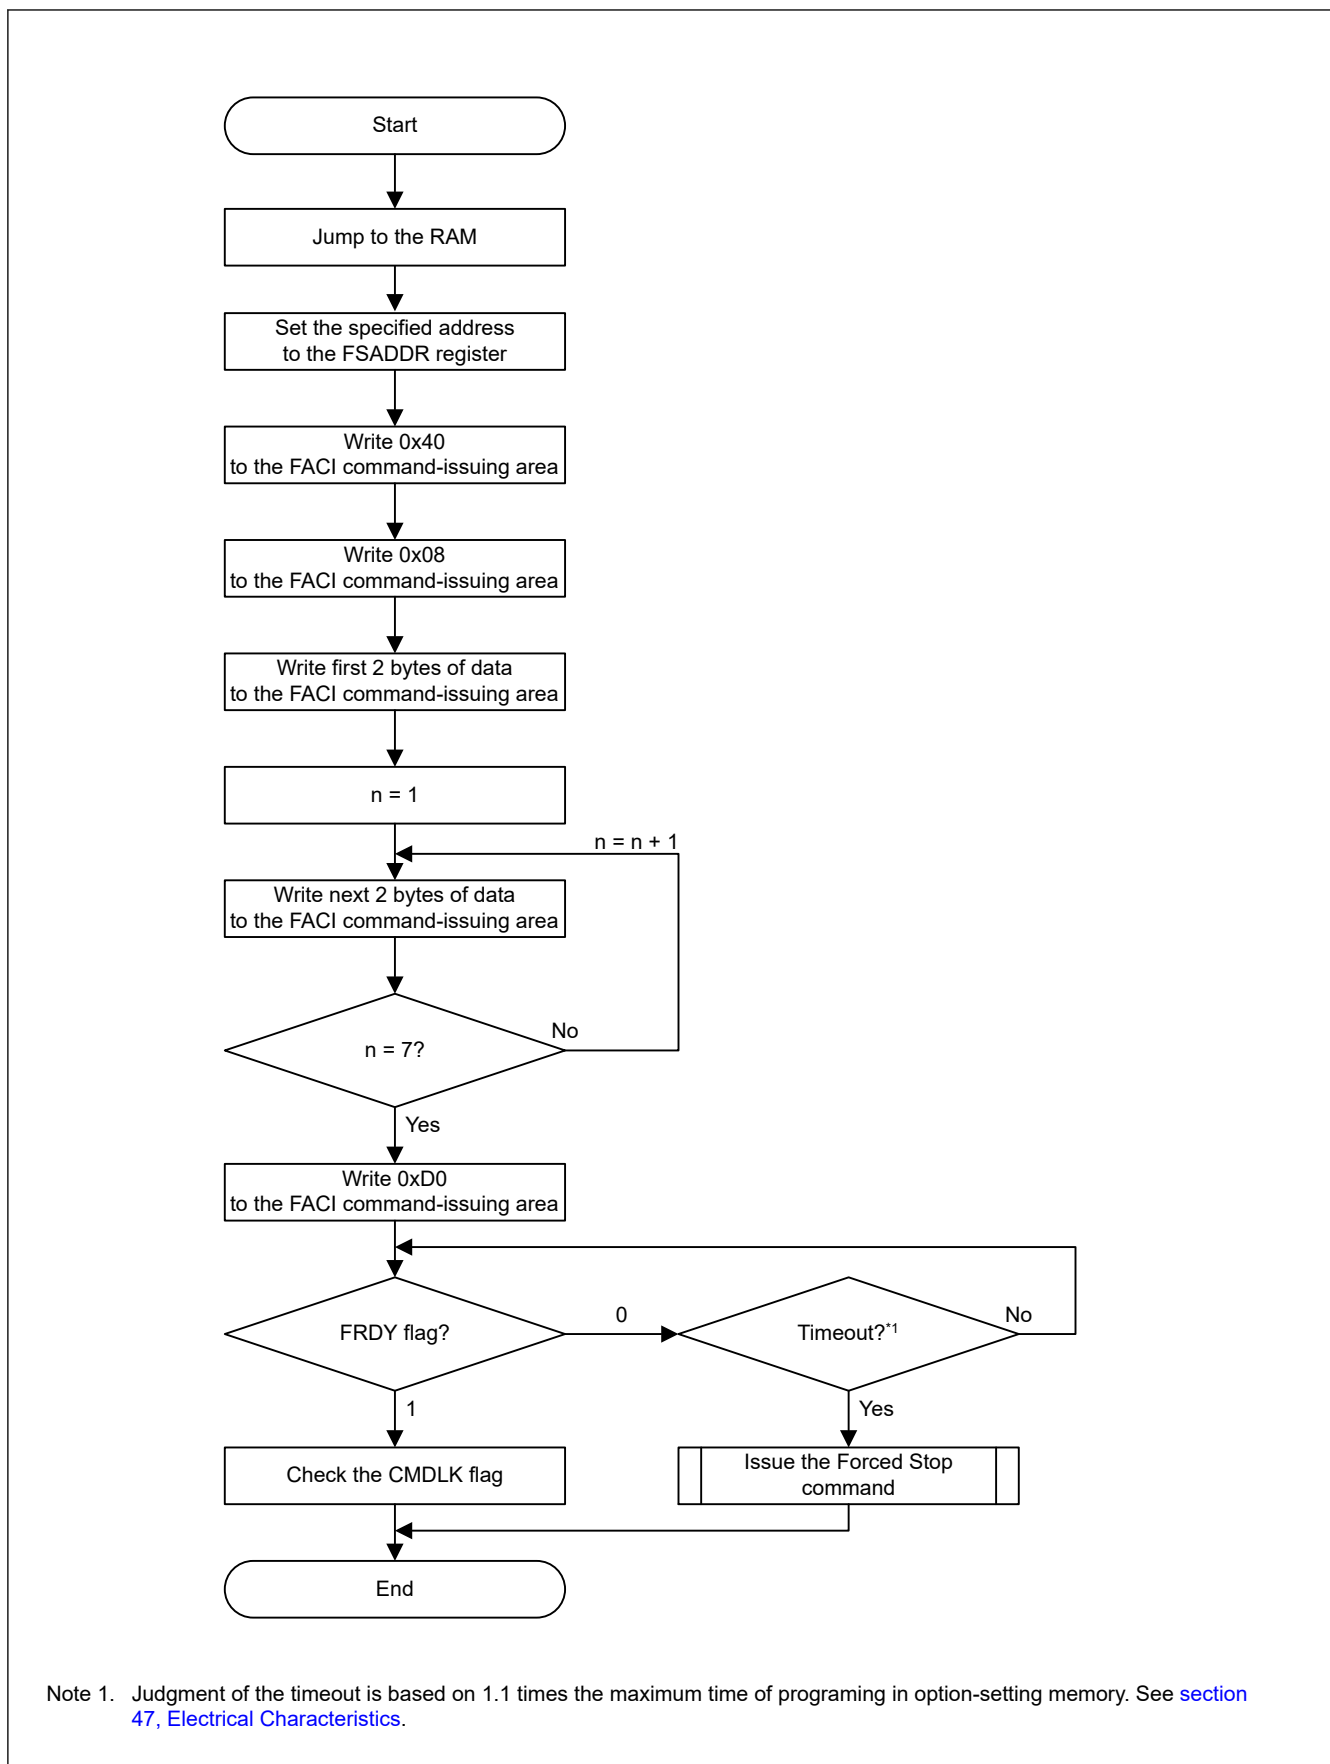 Start
Jump to the RAM
Set the specified address
to the FSADDR register
Write 0x40
to the FACI command-issuing area
Write 0x08
to the FACI command-issuing area
Write first 2 bytes of data
to the FACI command-issuing area
n = 1
n = n + 1
Write next 2 bytes of data
to the FACI command-issuing area
n = 7?
No
Yes
Write 0xD0
to the FACI command-issuing area
FRDY flag?
0
Timeout?*1
No
1
Yes
Check the CMDLK flag
Issue the Forced Stop
command
End
Note 1. Judgment of the timeout is based on 1.1 times the maximum time of programing in option-setting memory. See section
47, Electrical Characteristics.